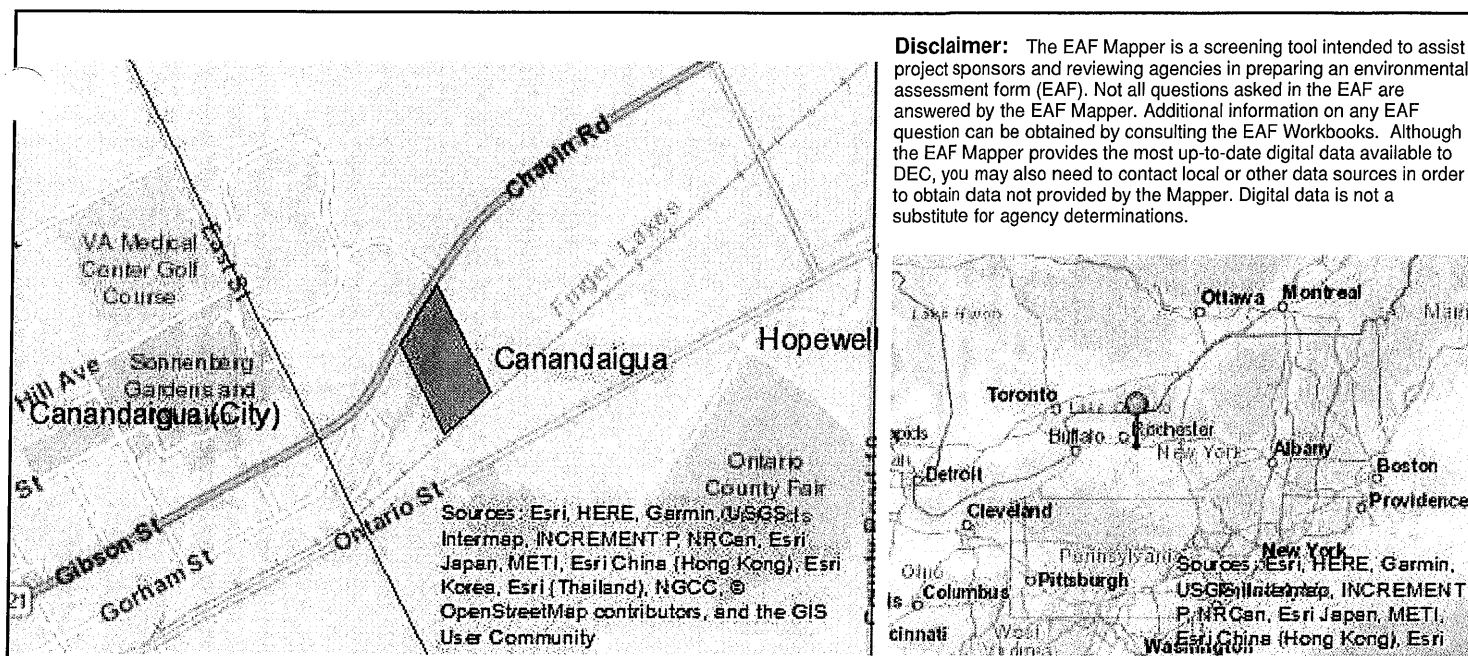 Disclaimer: The EAF Mapper is a screening tool intended to assist
project sponsors and reviewing agencies in preparing an environmental
assessment form (EAF). Not all questions asked in the EAF are
answered by the EAF Mapper. Additional information on any EAF
question can be obtained by consulting the EAF Workbooks. Although
the EAF Mapper provides the most up-to-date digital data available to
DEC, you may also need to contact local or other data sources in order
to obtain data not provided by the Mapper. Digital data is not a
substitute for agency determinations.
Chapin Rd
Finger Lakes
East St
VA Medical
Center Golf
Course
Hopewell
Canandaigua
Sonnenberg
Gardens and
Hill Ave
Canandaigua (City)
St
Ontario
County Fair
Ontario St
Gibson St
Gorham St
21
Sources: Esri, HERE, Garmin, USGS,
Intermap, INCREMENT P, NRCan, Esri
Japan, METI, Esri China (Hong Kong), Esri
Korea, Esri (Thailand), NGCC, ©
OpenStreetMap contributors, and the GIS
User Community
Ottawa
Montreal
Toronto
Buffalo
Rochester
New York
Albany
Boston
Detroit
Providence
Cleveland
Pennsylvania
New York
Ohio
Pittsburgh
Columbus
cinnati
West
Washington
Sources: Esri, HERE, Garmin,
USGS, Intermap, INCREMENT
P, NRCan, Esri Japan, METI,
Esri China (Hong Kong), Esri